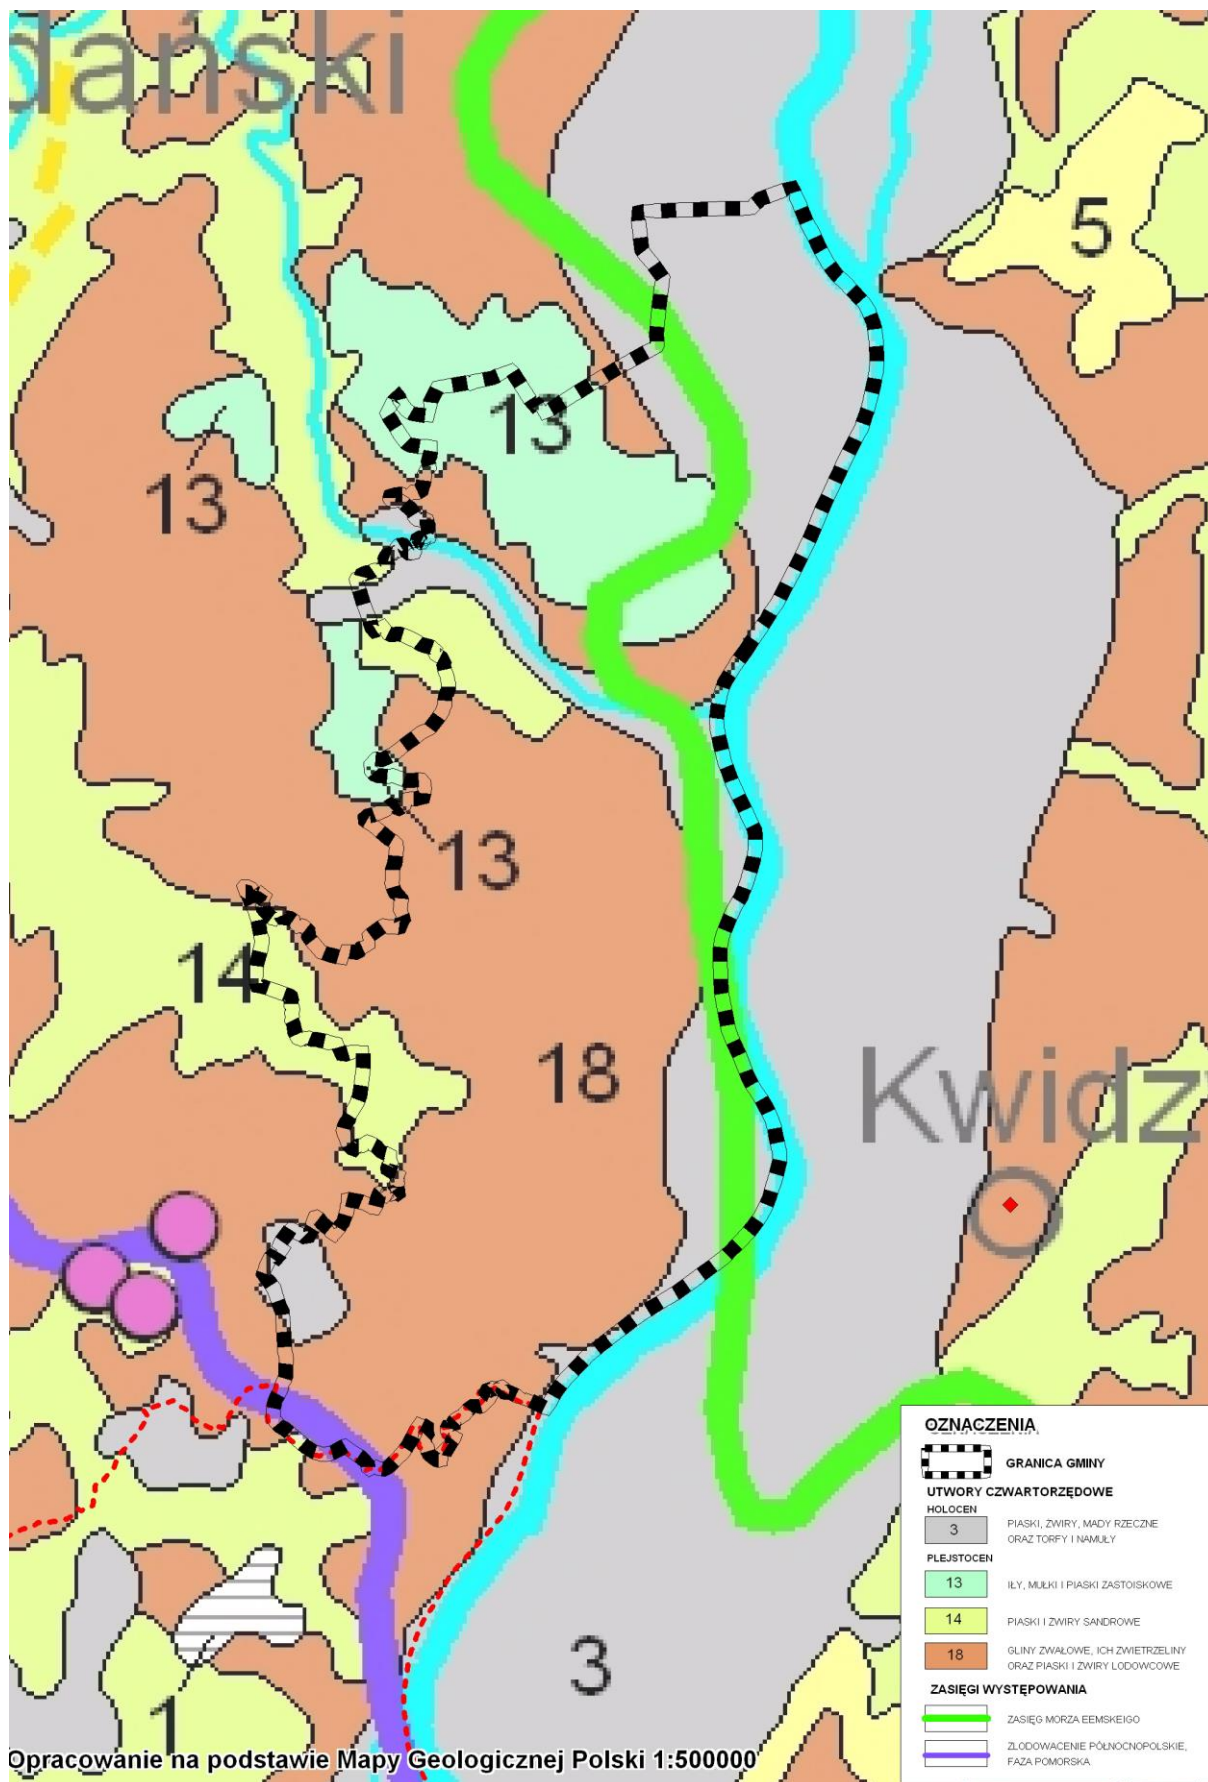 dański
5
13
13
13
14
18
Kwidzy
3
1
OZNACZENIA
GRANICA GMINY
UTWORY CZWARTORZĘDOWE
HOLOCEN
3
PIASKI, ŻWIRY, MADY RZECZNE
ORAZ TORFY I NAMUŁY
PLEJSTOCEN
13
IŁY, MUŁKI I PIASKI ZASTOISKOWE
14
PIASKI I ŻWIRY SANDROWE
18
GLINY ZWAŁOWE, ICH ZWIETRZELINY
ORAZ PIASKI I ŻWIRY LODOWCOWE
ZASIĘGI WYSTĘPOWANIA
ZASIĘG MORZA EEMSKEIGO
ZLODOWACENIE PÓŁNOCNOPOLSKIE,
FAZA POMORSKA
Opracowanie na podstawie Mapy Geologicznej Polski 1:500000